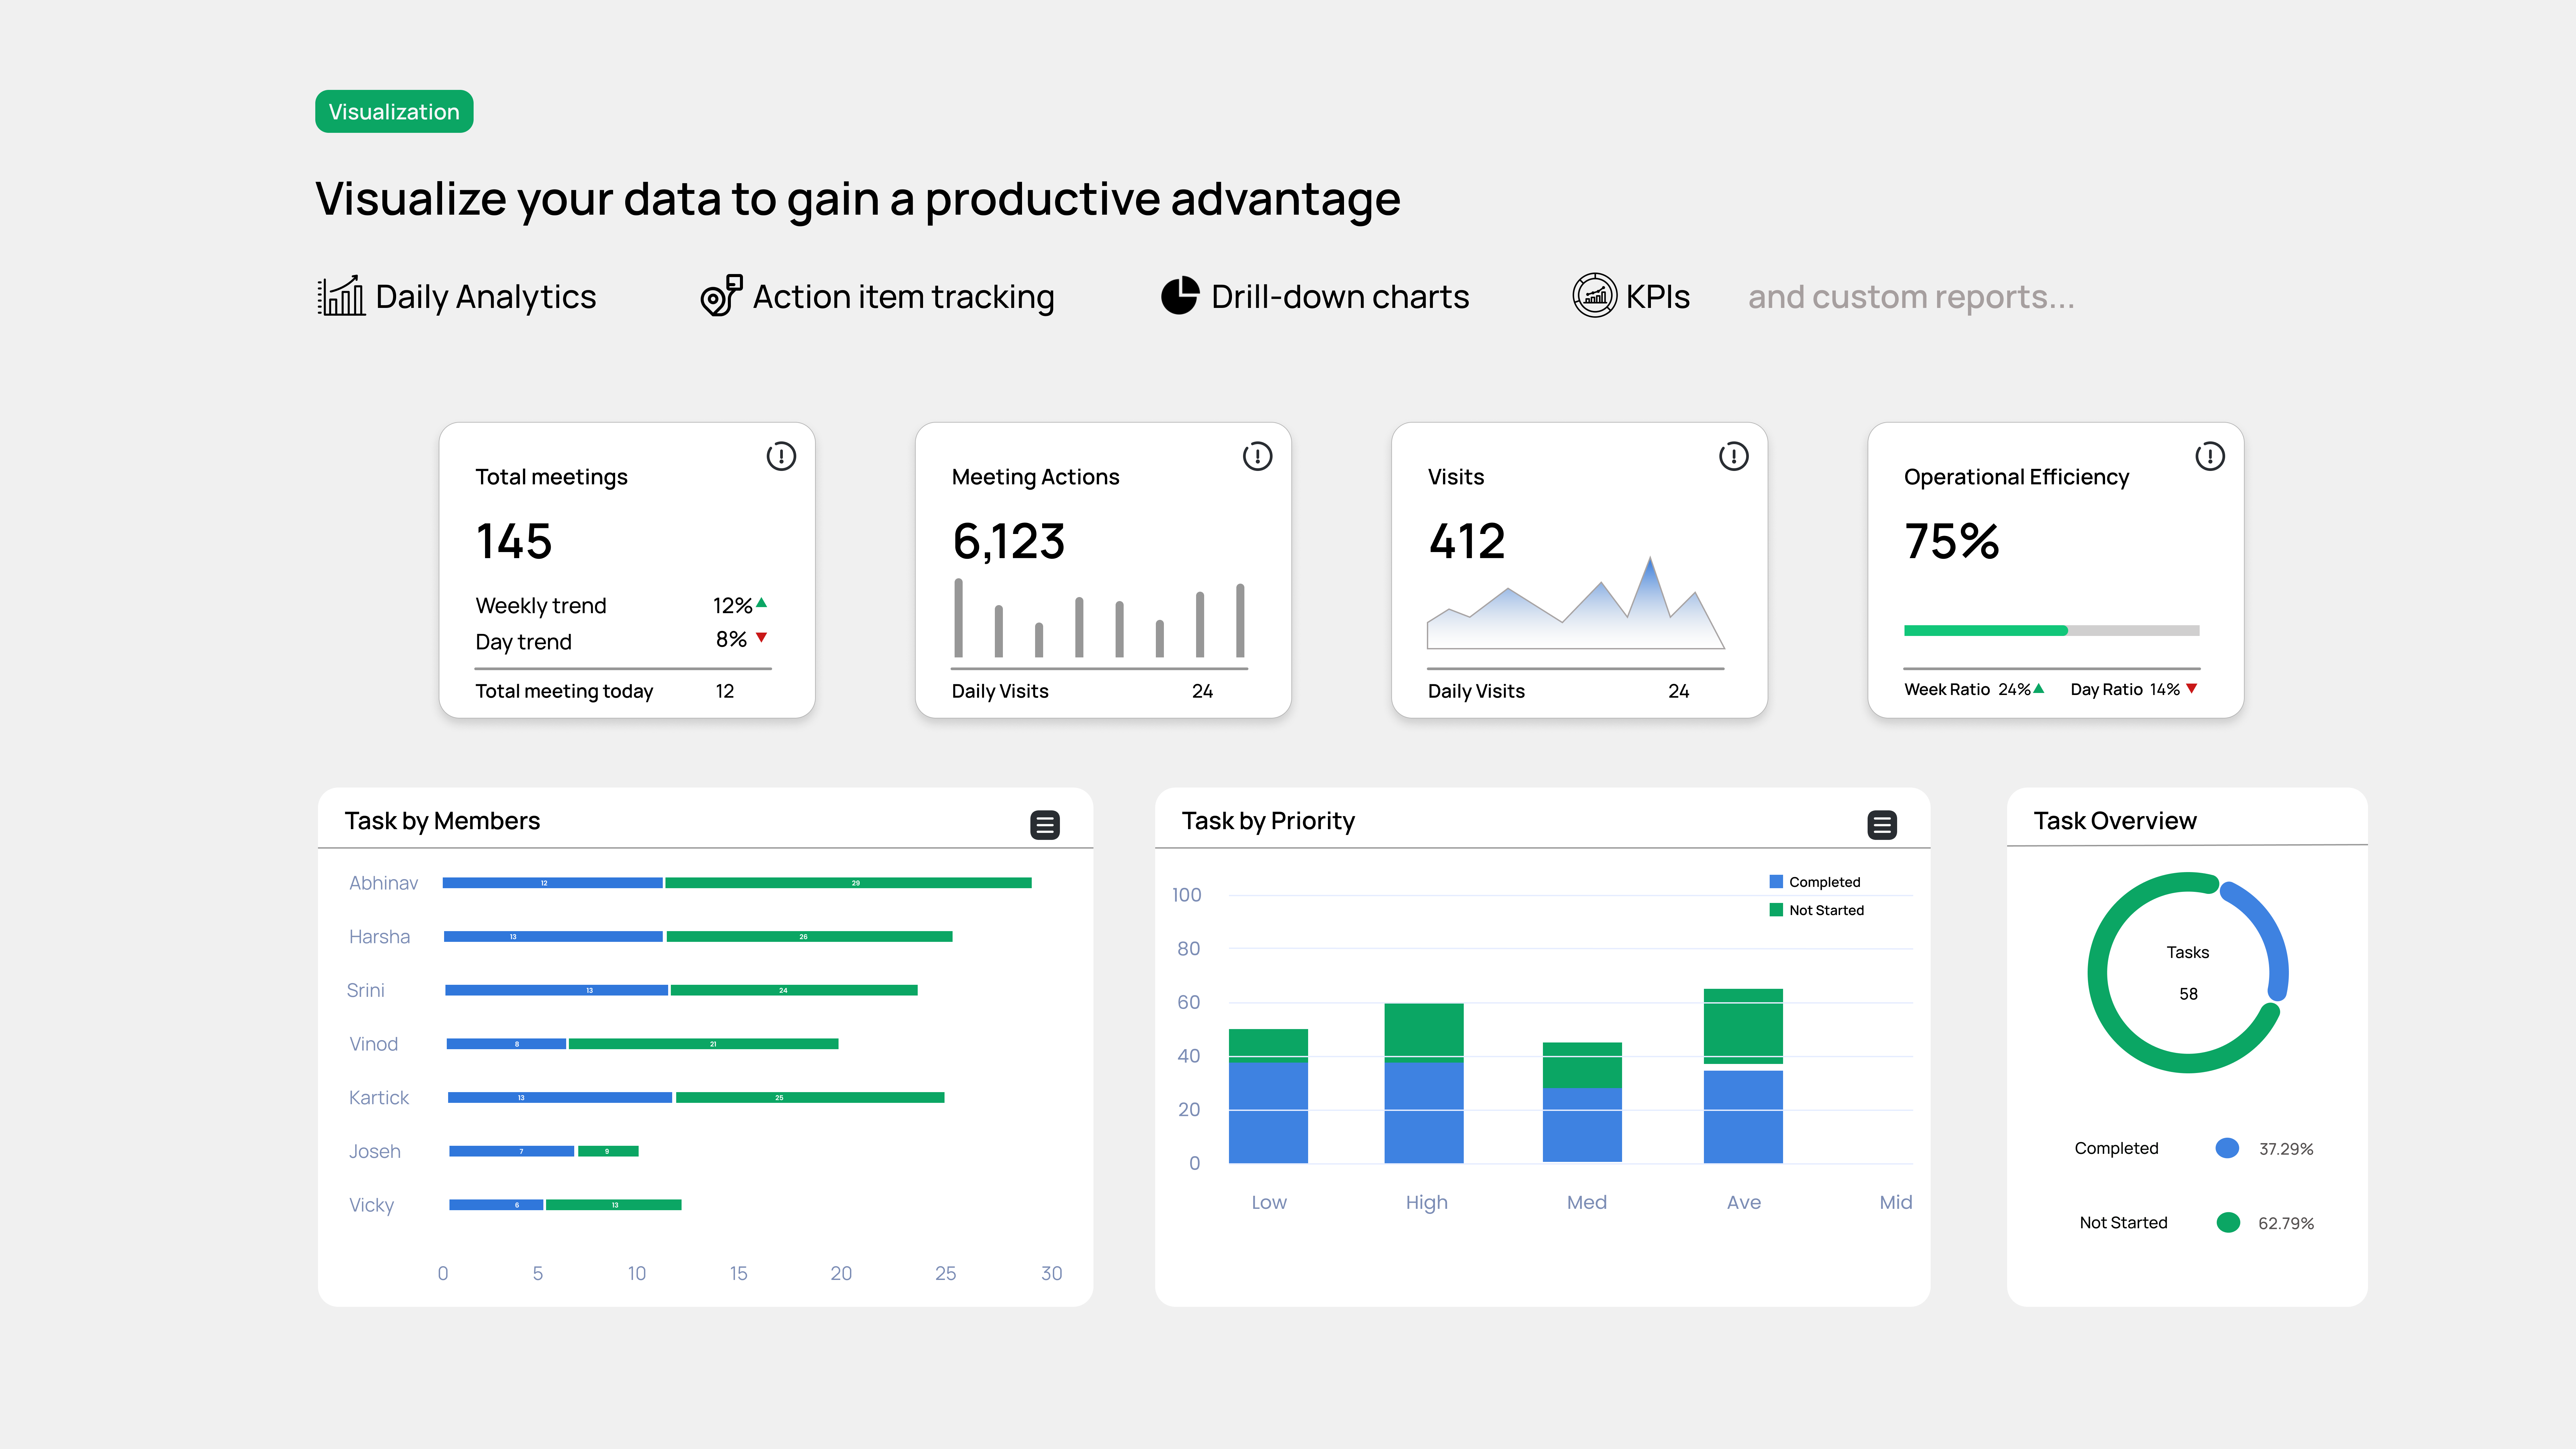 Visualization
Visualize your data to gain a productive advantage
Daily Analytics
Action item tracking
Drill-down charts
KPIs
and custom reports...
Total meetings
145
Weekly trend 12%
Day trend 8%
Total meeting today 12
Meeting Actions
6,123
Daily Visits 24
Visits
412
Daily Visits 24
Operational Efficiency
75%
Week Ratio 24% Day Ratio 14%
Task by Members
Abhinav 12 29
Harsha 13 26
Srini 13 24
Vinod 8 21
Kartick 13 25
Joseh 7 9
Vicky 6 13
0 5 10 15 20 25 30
Task by Priority
Completed
Not Started
100
80
60
40
20
0
Low High Med Ave Mid
Task Overview
Tasks
58
Completed 37.29%
Not Started 62.79%